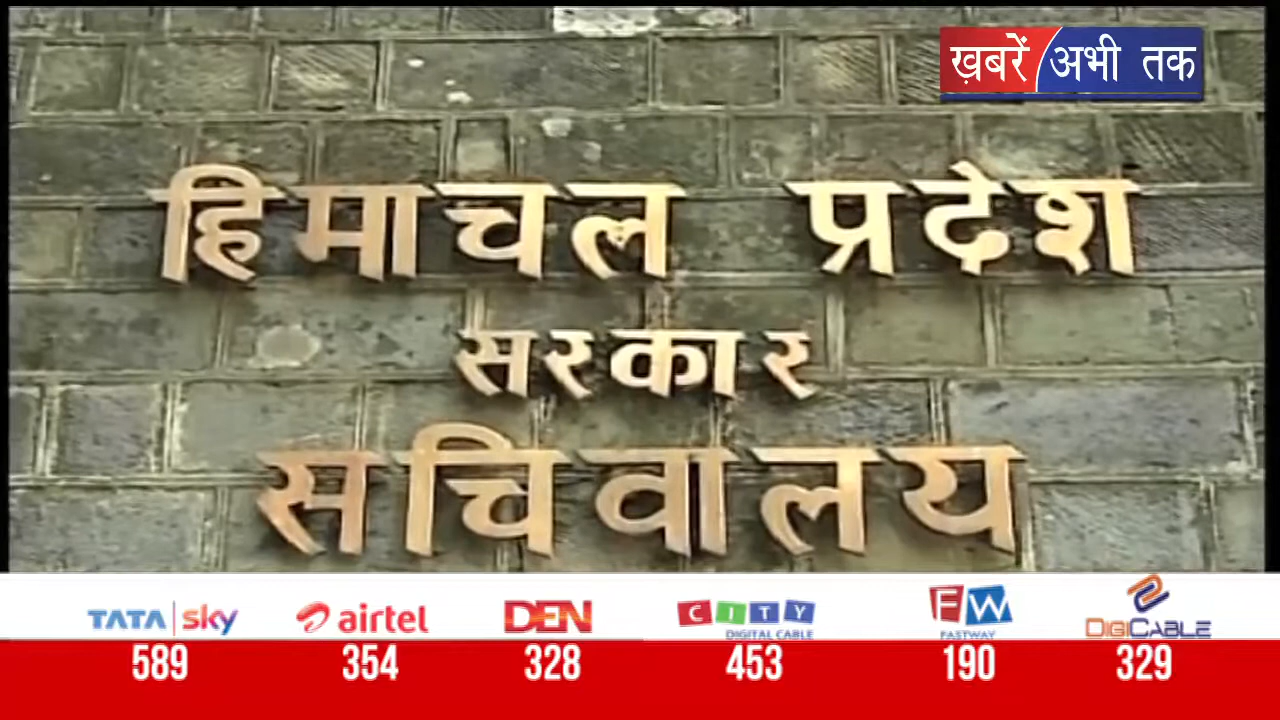 ख़बरें अभी तक
हिमाचल प्रदेश
सरकार
सचिवालय
TATA sky airtel DEN CITY FW DIGICABLE
DIGITAL CABLE FASTWAY
589 354 328 453 190 329